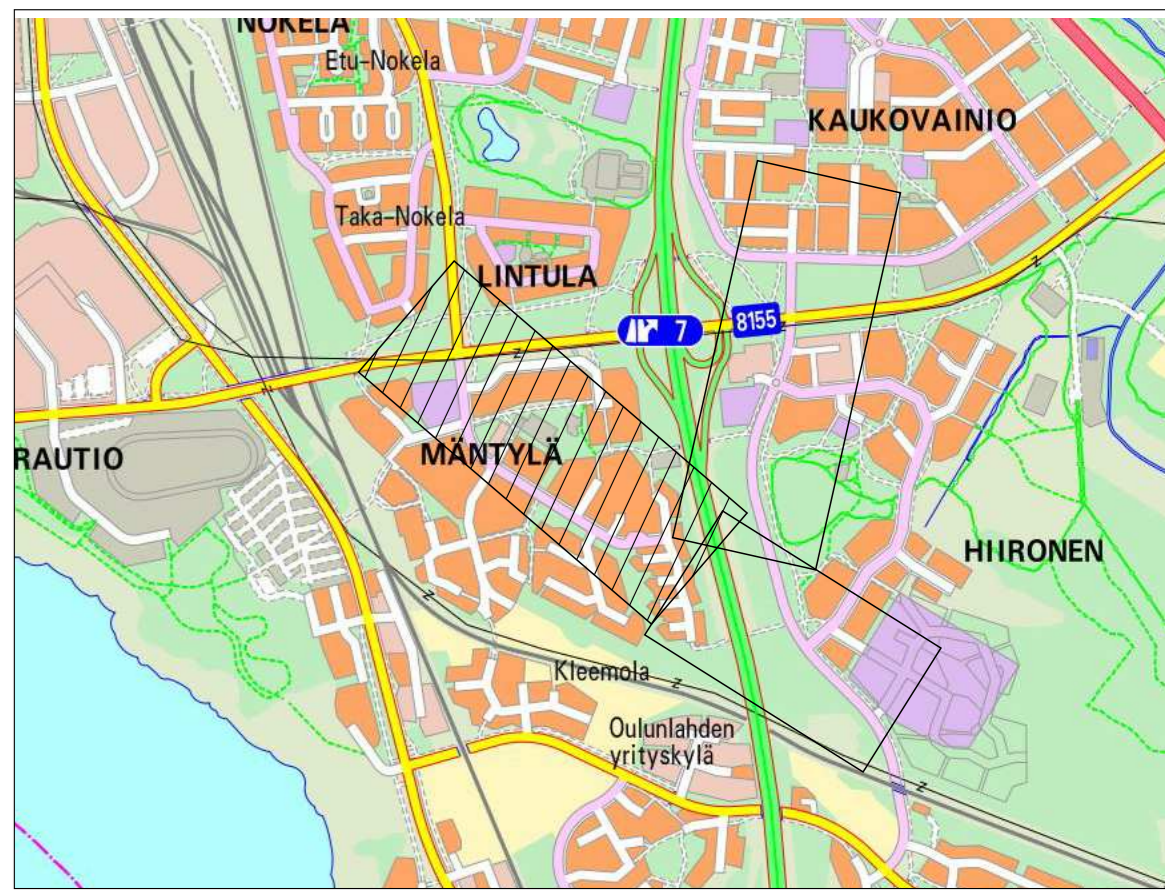 NOKELA
Etu-Nokela
KAUKOVAINIO
Taka-Nokela
LINTULA
7
8155
RAUTIO
MÄNTYLÄ
HIIRONEN
Kleemola
Oulunlahden
yrityskylä